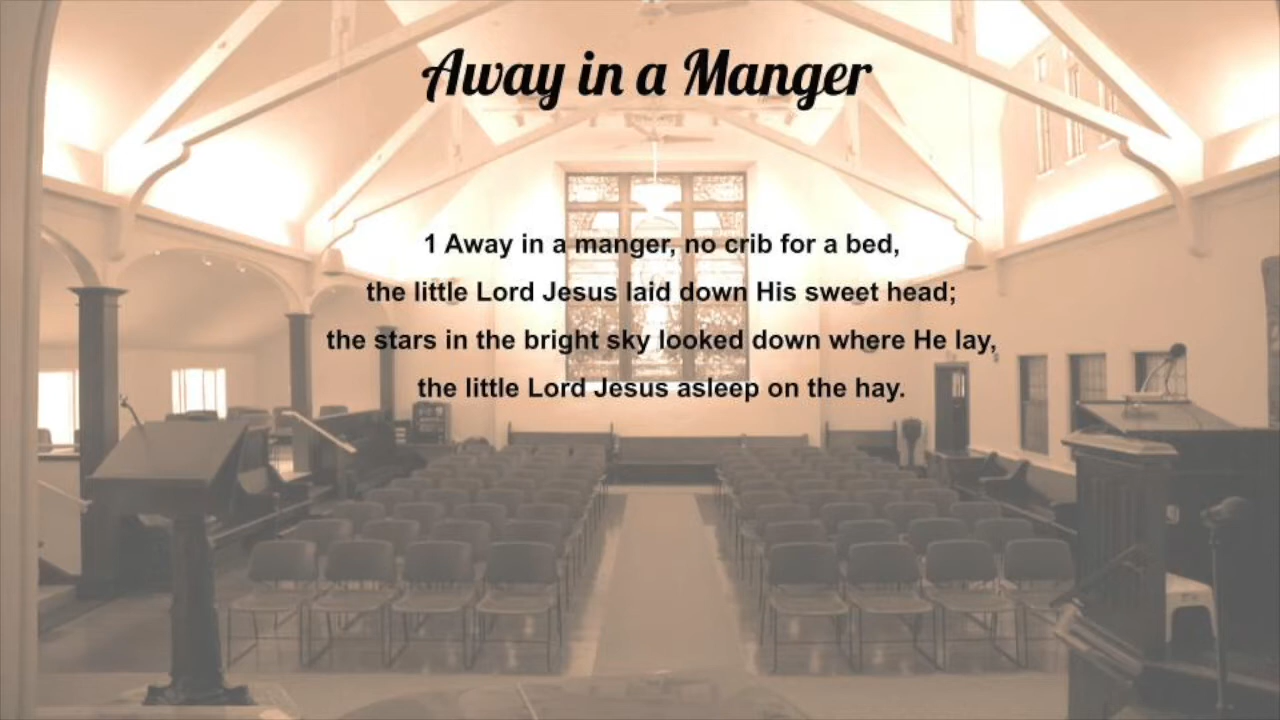 Away in a Manger
1 Away in a manger, no crib for a bed,
the little Lord Jesus laid down His sweet head;
the stars in the bright sky looked down where He lay,
the little Lord Jesus asleep on the hay.